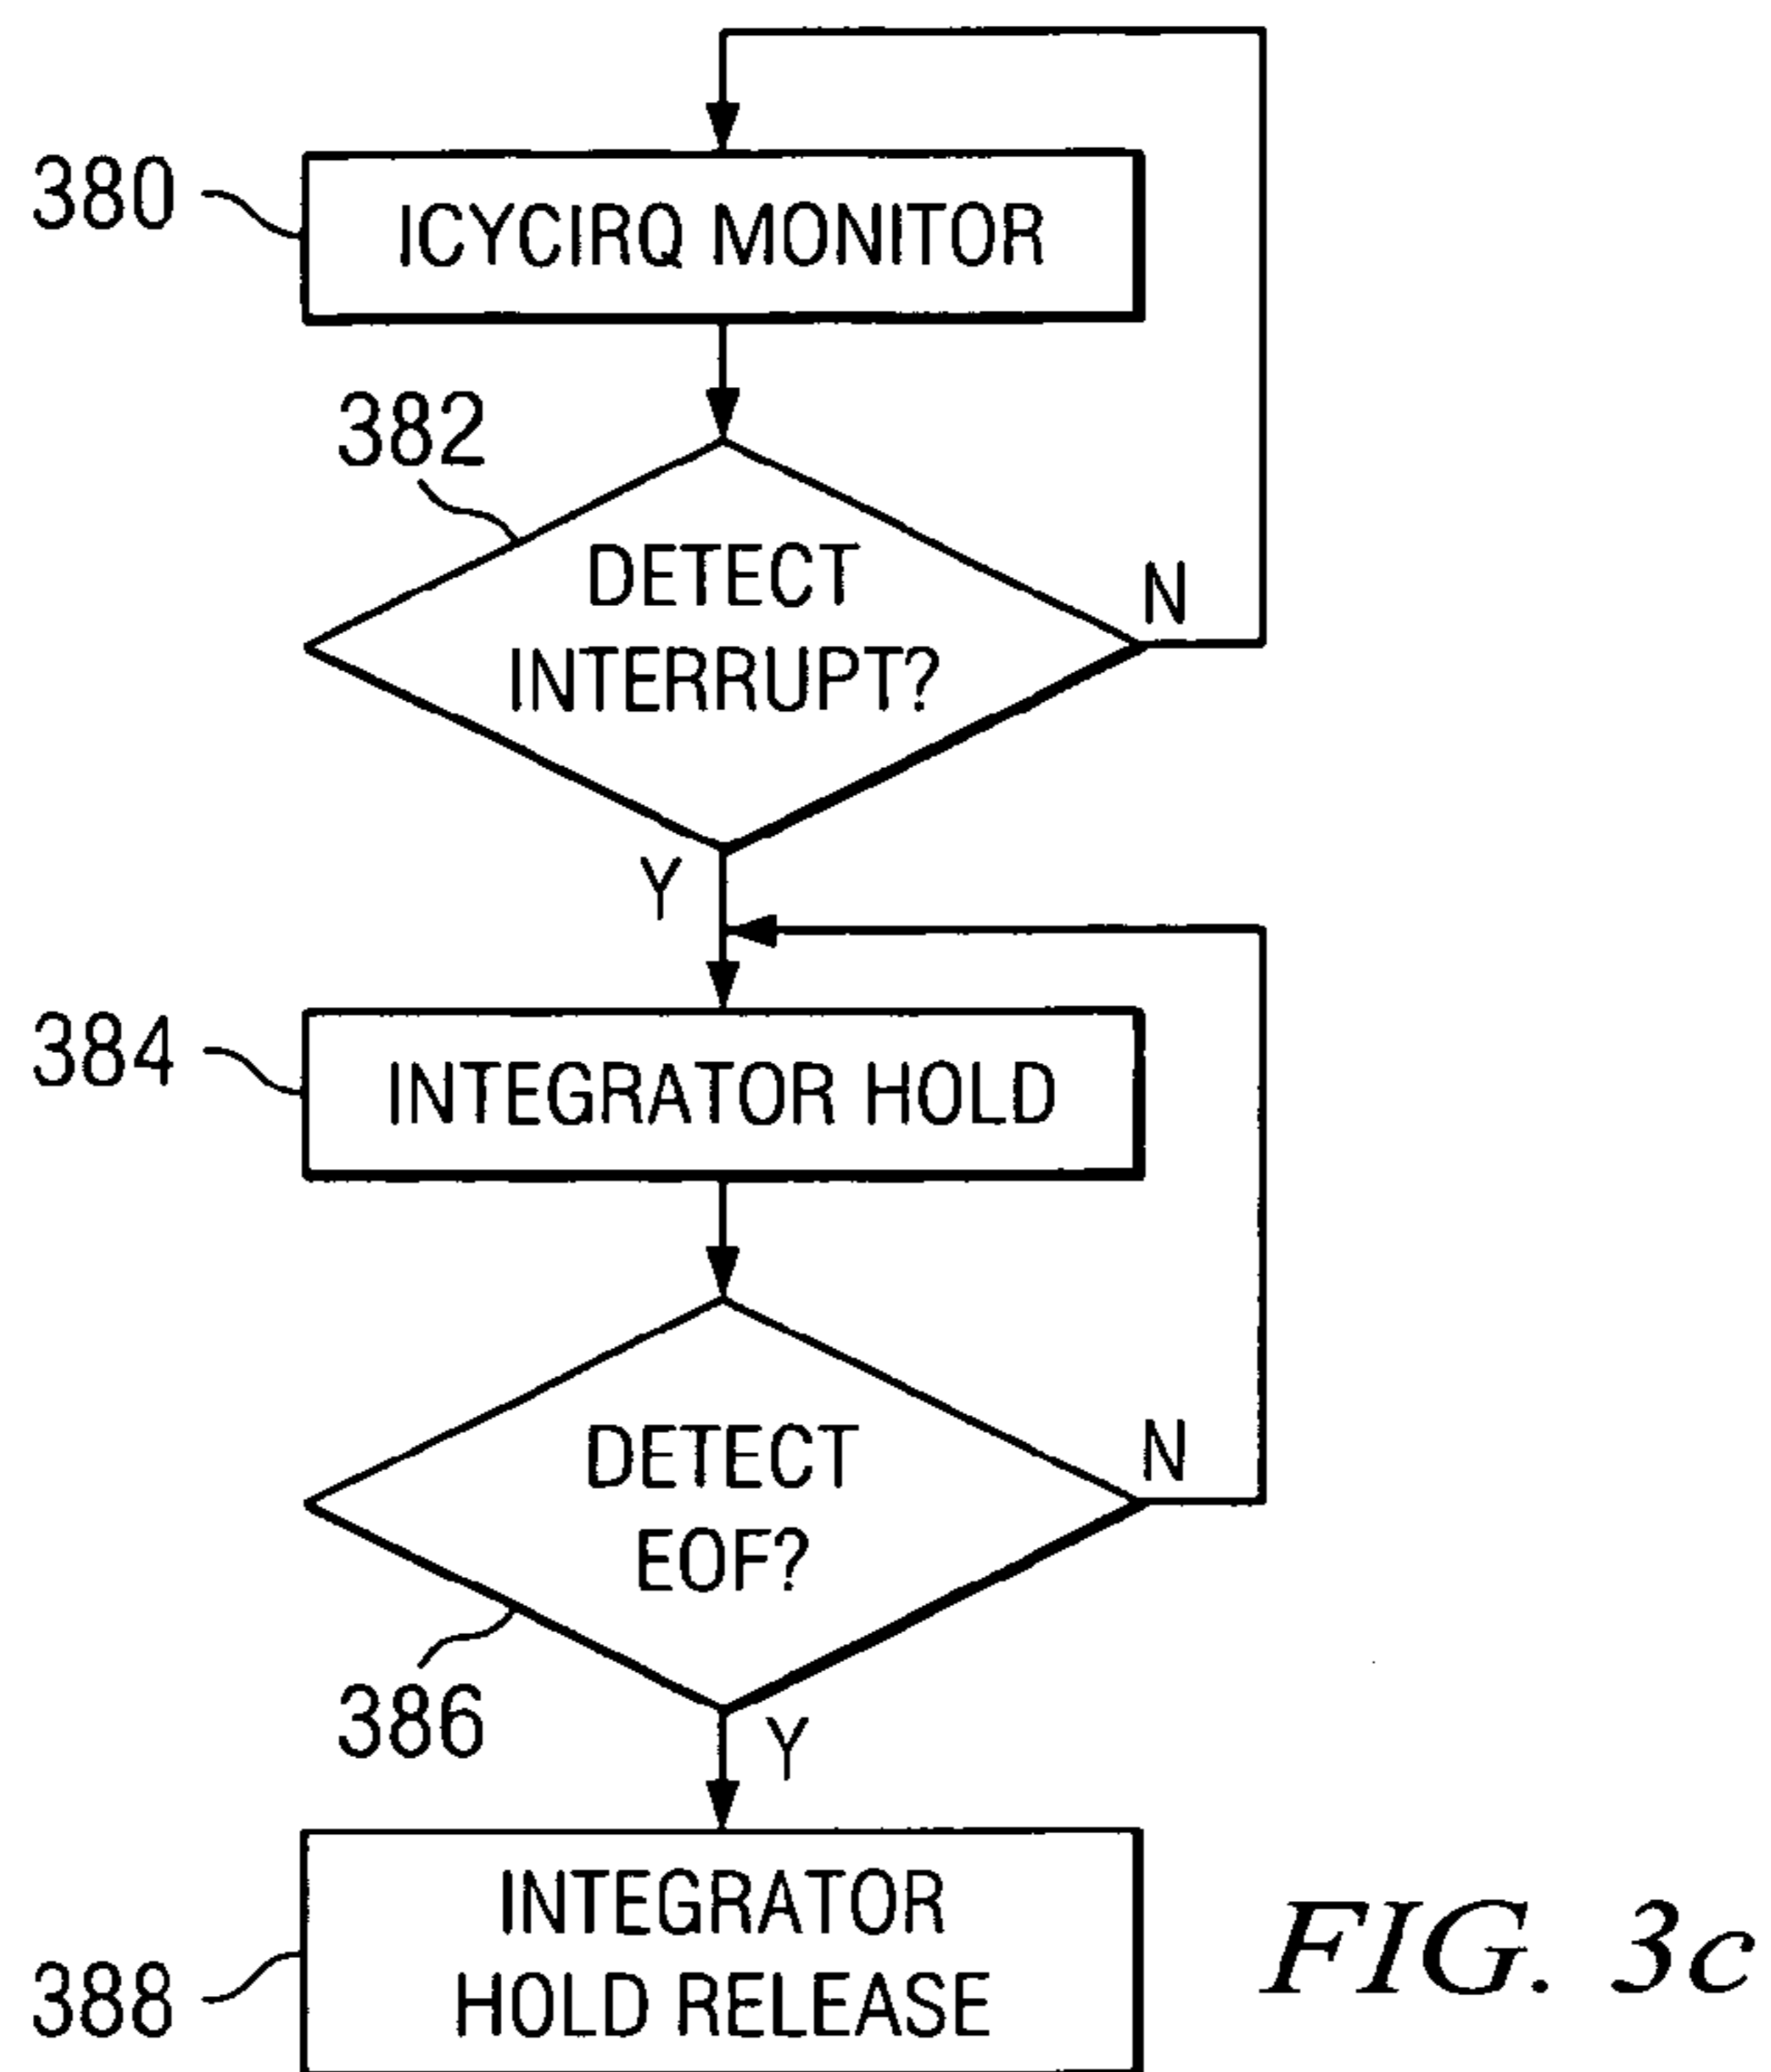 380
ICYCIRQ MONITOR
382
DETECT
INTERRUPT?
N
Y
384
INTEGRATOR HOLD
DETECT
EOF?
N
386
Y
INTEGRATOR
HOLD RELEASE
388
FIG. 3c